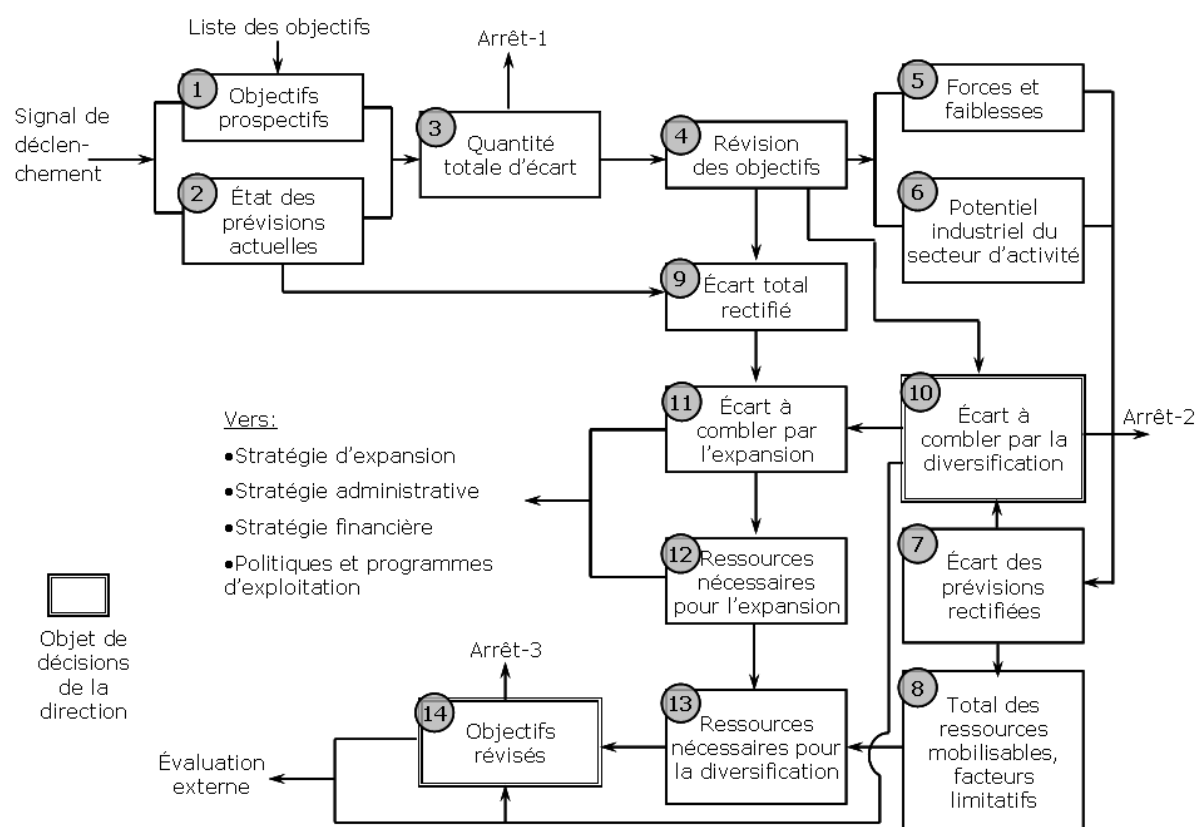 Liste des objectifs
Signal de
déclen-
chement
1
Objectifs
prospectifs
2
État des
prévisions
actuelles
Arrêt-1
3
Quantité
totale d'écart
4
Révision
des objectifs
5
Forces et
faiblesses
6
Potentiel
industriel du
secteur d'activité
9
Écart total
rectifié
11
Écart à
combler par
l'expansion
10
Écart à
combler par la
diversification
Arrêt-2
Vers:
•Stratégie d'expansion
•Stratégie administrative
•Stratégie financière
•Politiques et programmes
d'exploitation
12
Ressources
nécessaires
pour l'expansion
7
Écart des
prévisions
rectifiées
Objet de
décisions
de la
direction
Arrêt-3
14
Objectifs
révisés
13
Ressources
nécessaires pour
la diversification
8
Total des
ressources
mobilisables,
facteurs
limitatifs
Évaluation
externe